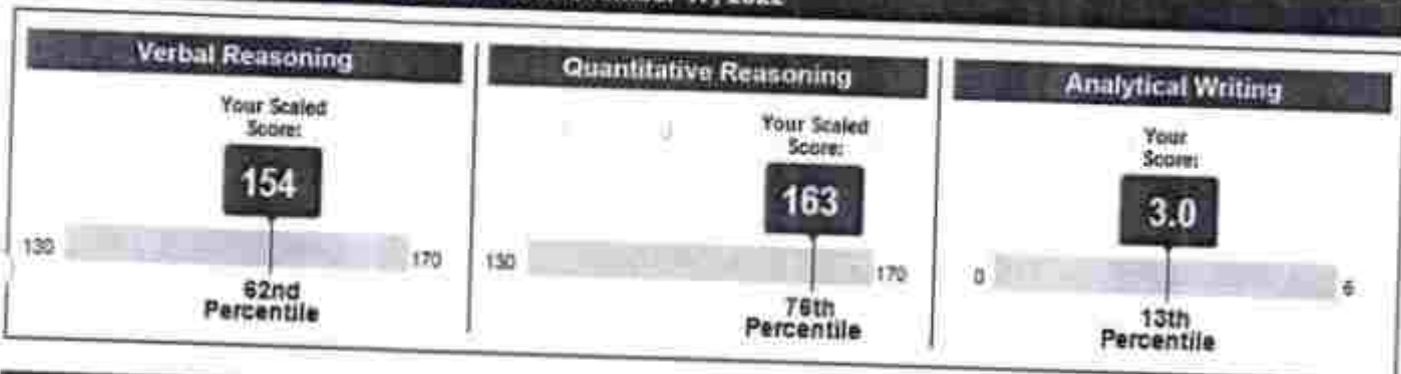 Verbal Reasoning
Your Scaled
Score:
154
130
170
62nd
Percentile
Quantitative Reasoning
Your Scaled
Score:
163
130
170
76th
Percentile
Analytical Writing
Your
Score:
3.0
0
6
13th
Percentile